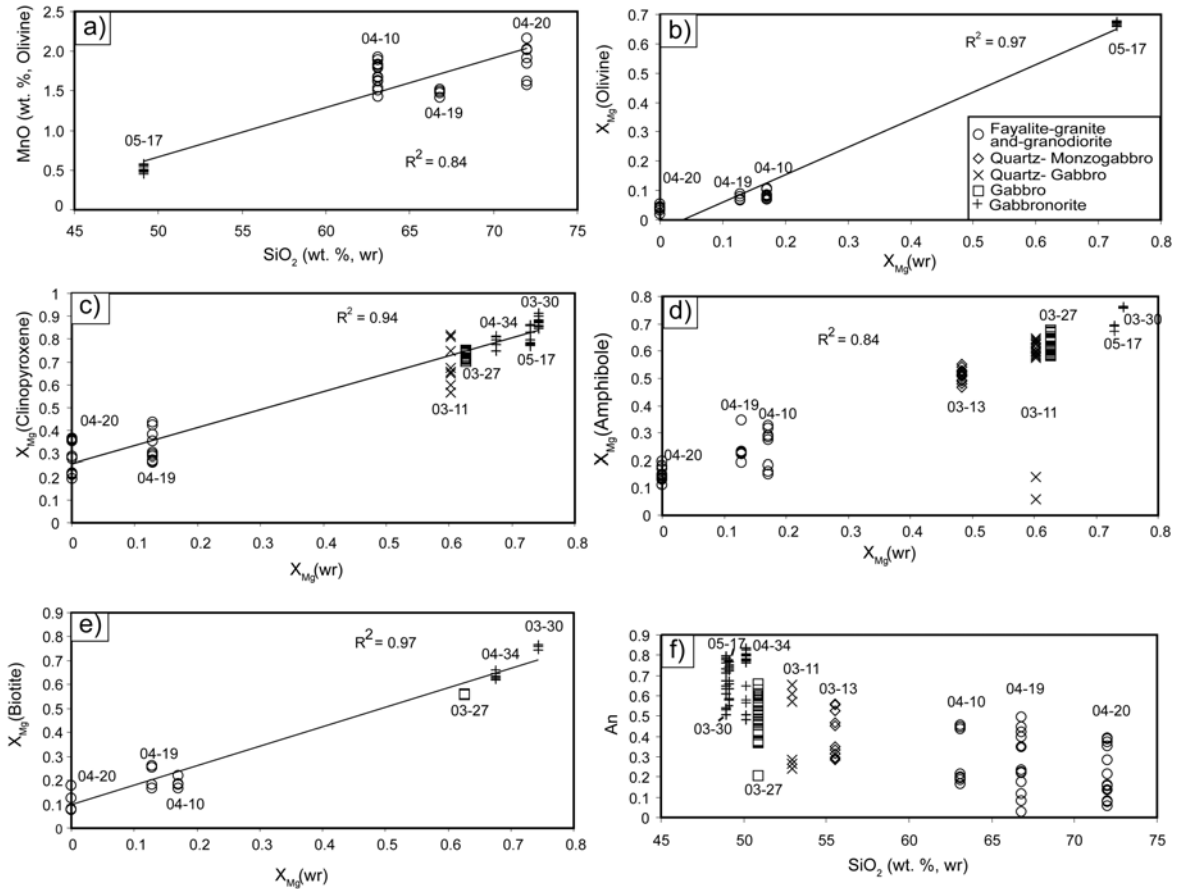 a)
2.5
2.0
1.5
1.0
0.5
0
MnO (wt. %, Olivine)
05-17
04-10
04-19
04-20
R² = 0.84
45 50 55 60 65 70 75
SiO₂ (wt. %, wr)
b)
0.7
0.6
0.5
0.4
0.3
0.2
0.1
0
X_Mg(Olivine)
R² = 0.97
05-17
04-20
04-19
04-10
Fayalite-granite
and-granodiorite
Quartz- Monzogabbro
Quartz- Gabbro
Gabbro
Gabbronorite
0 0.1 0.2 0.3 0.4 0.5 0.6 0.7 0.8
X_Mg(wr)
c)
1
0.9
0.8
0.7
0.6
0.5
0.4
0.3
0.2
0.1
0
X_Mg(Clinopyroxene)
R² = 0.94
03-30
04-34
05-17
03-27
03-11
04-20
04-19
0 0.1 0.2 0.3 0.4 0.5 0.6 0.7 0.8
X_Mg(wr)
d)
0.8
0.7
0.6
0.5
0.4
0.3
0.2
0.1
0
X_Mg(Amphibole)
R² = 0.84
03-27
03-30
05-17
03-13
03-11
04-19
04-10
04-20
0 0.1 0.2 0.3 0.4 0.5 0.6 0.7 0.8
X_Mg(wr)
e)
0.9
0.8
0.7
0.6
0.5
0.4
0.3
0.2
0.1
0
X_Mg(Biotite)
R² = 0.97
03-30
04-34
03-27
04-19
04-20
04-10
0 0.1 0.2 0.3 0.4 0.5 0.6 0.7 0.8
X_Mg(wr)
f)
0.9
0.8
0.7
0.6
0.5
0.4
0.3
0.2
0.1
0
An
05-17
04-34
03-11
03-13
03-30
03-27
04-10
04-19
04-20
45 50 55 60 65 70 75
SiO₂ (wt. %, wr)